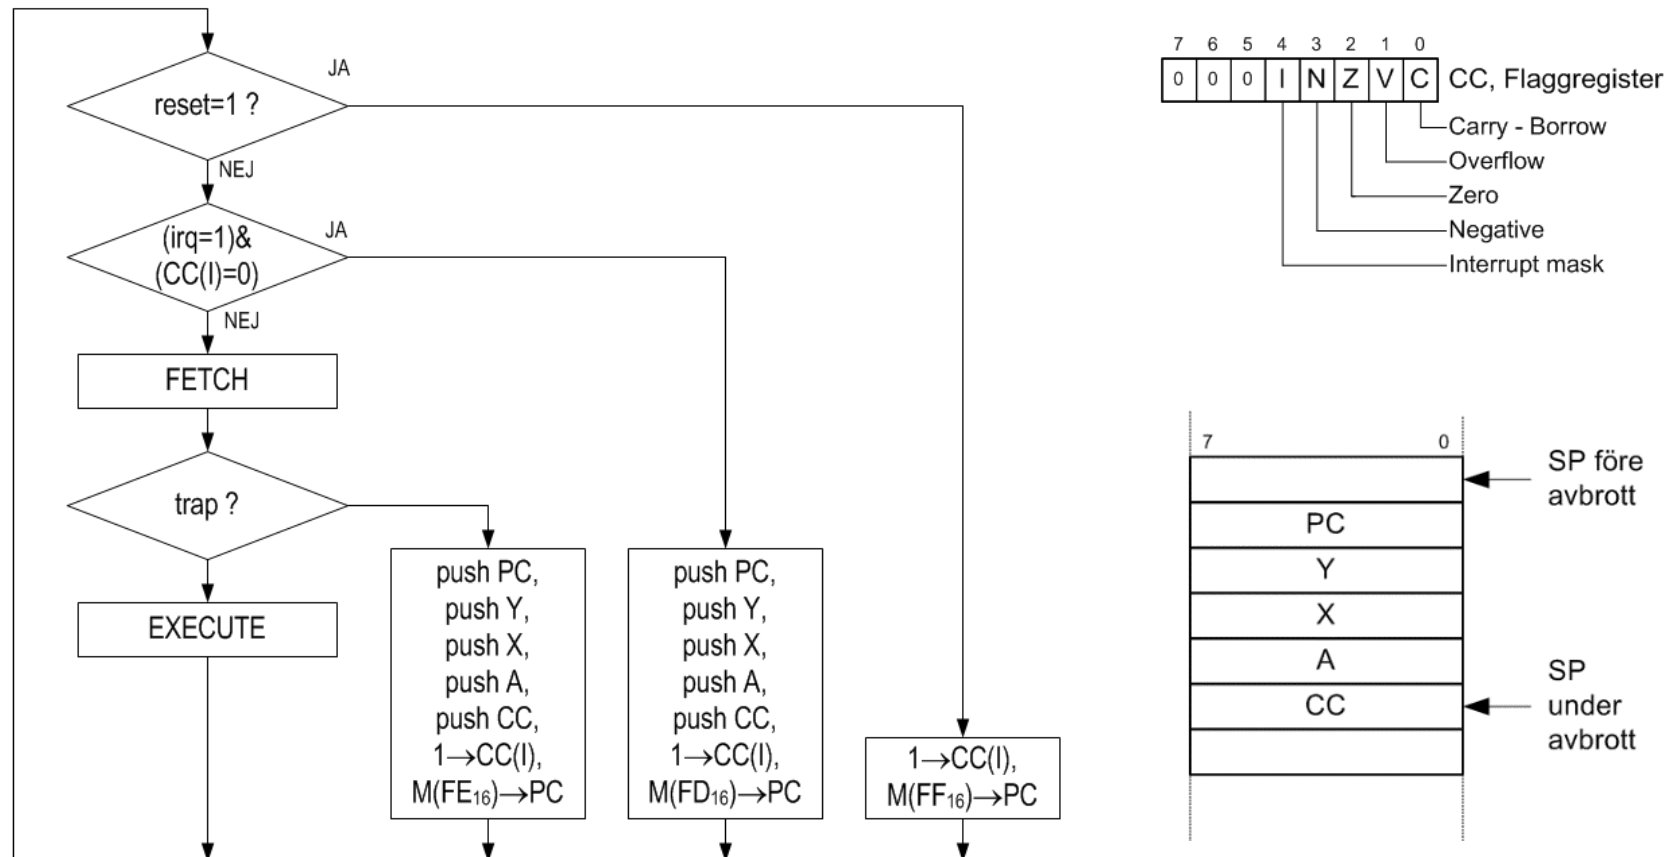 reset=1 ?
JA
NEJ
(irq=1)&
(CC(I)=0)
JA
NEJ
FETCH
trap ?
EXECUTE
push PC,
push Y,
push X,
push A,
push CC,
1→CC(I),
M(FE₁₆)→PC
push PC,
push Y,
push X,
push A,
push CC,
1→CC(I),
M(FD₁₆)→PC
1→CC(I),
M(FF₁₆)→PC
7 6 5 4 3 2 1 0
0 0 0 I N Z V C CC, Flaggregister
Carry - Borrow
Overflow
Zero
Negative
Interrupt mask
7 0
SP före
avbrott
PC
Y
X
A
CC
SP
under
avbrott